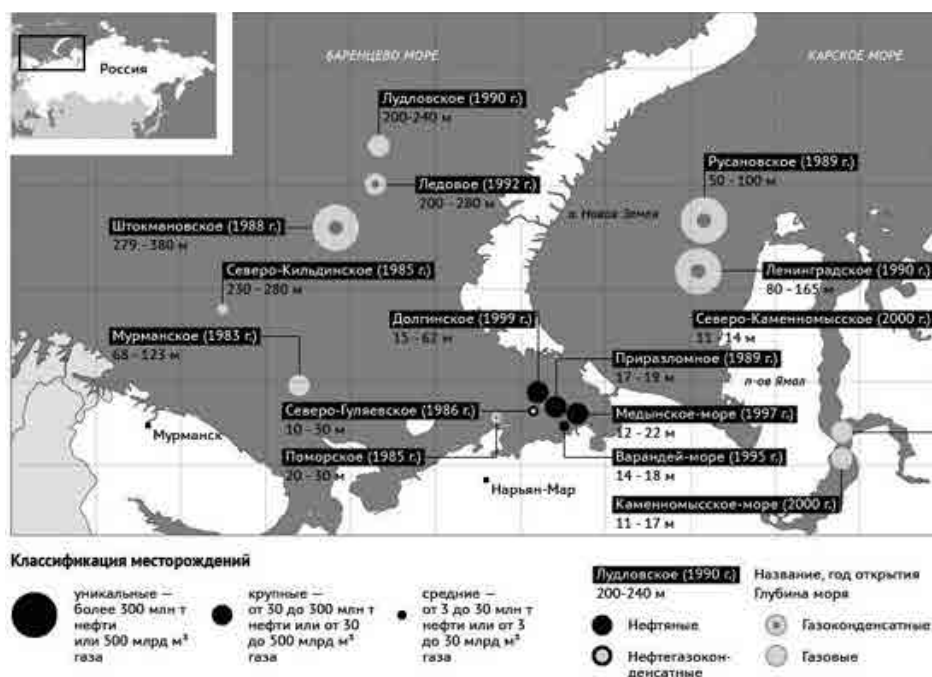 Россия
БАРЕНЦЕВО МОРЕ
КАРСКОЕ МОРЕ
Лудловское (1990 г.)
200-240 м
Русановское (1989 г.)
50 - 100 м
Ледовое (1992 г.)
200 - 280 м
о. Новая Земля
Штокмановское (1988 г.)
279 - 380 м
Северо-Кильдинское (1985 г.)
230 - 280 м
Ленинградское (1990 г.)
80 - 165 м
Долгинское (1999 г.)
15 - 62 м
Северо-Каменномысское (2000 г.)
11 - 14 м
Мурманское (1983 г.)
68 - 123 м
Приразломное (1989 г.)
17 - 19 м
п-ов Ямал
Северо-Гуляевское (1986 г.)
10 - 30 м
Медынское-море (1997 г.)
12 - 22 м
Мурманск
Поморское (1985 г.)
20 - 30 м
Варандей-море (1995 г.)
14 - 18 м
Нарьян-Мар
Каменномысское-море (2000 г.)
11 - 17 м
Классификация месторождений
уникальные —
более 300 млн т
нефти
или 500 млрд м³
газа
крупные —
от 30 до 300 млн т
нефти или от 30
до 500 млрд м³
газа
средние —
от 3 до 30 млн т
нефти или от 3
до 30 млрд м³
газа
Лудловское (1990 г.)
200-240 м
Название, год открытия
Глубина моря
Нефтяные
Газоконденсатные
Нефтегазокон-
денсатные
Газовые